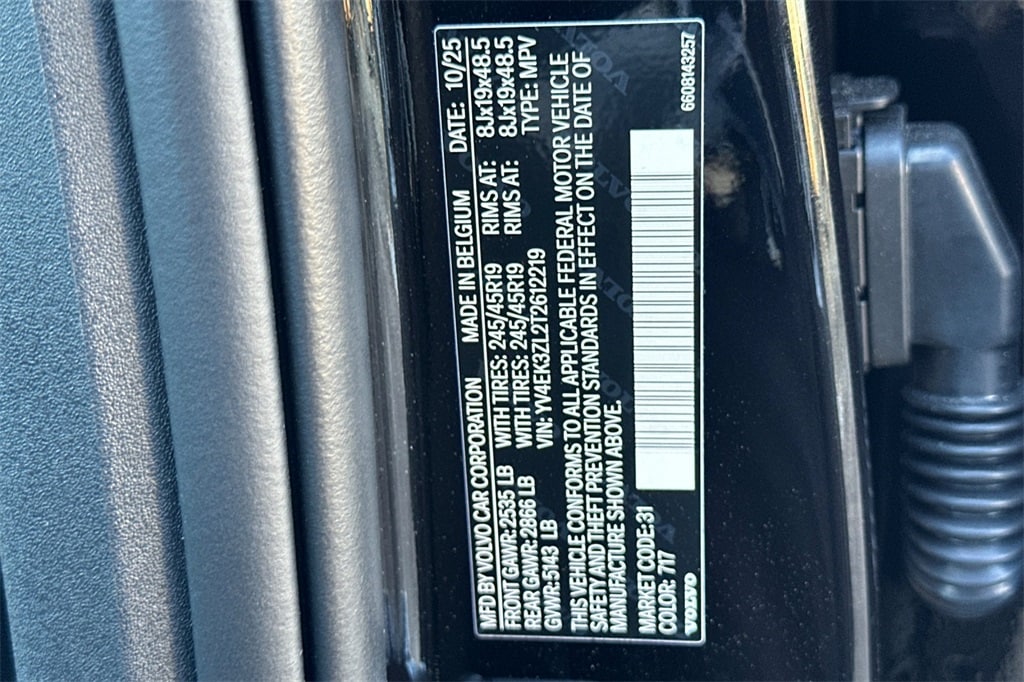 MFD BY VOLVO CAR CORPORATION MADE IN BELGIUM DATE: 10/25
FRONT GAWR: 2535 LB WITH TIRES: 245/45R19 RIMS AT: 8Jx19x48.5
REAR GAWR: 2866 LB WITH TIRES: 245/45R19 RIMS AT: 8Jx19x48.5
GVWR: 5143 LB VIN: YV4EK3ZL2T2612219 TYPE: MPV
THIS VEHICLE CONFORMS TO ALL APPLICABLE FEDERAL MOTOR VEHICLE
SAFETY AND THEFT PREVENTION STANDARDS IN EFFECT ON THE DATE OF
MANUFACTURE SHOWN ABOVE.
MARKET CODE: 31
COLOR: 717
VOLVO 6608143257